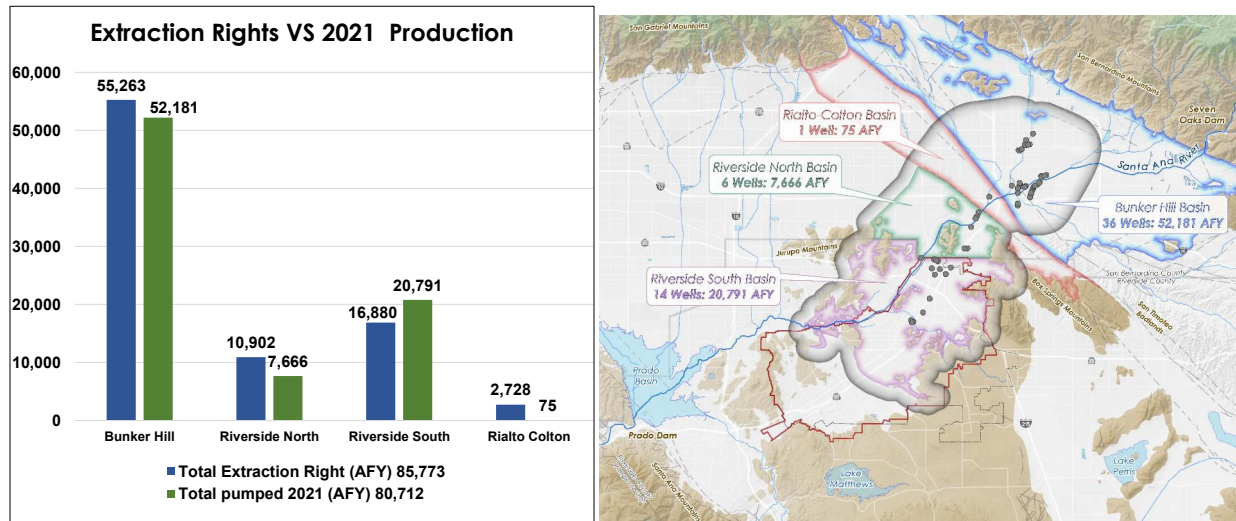 Extraction Rights VS 2021 Production
60,000
50,000
40,000
30,000
20,000
10,000
0
55,263
52,181
10,902
7,666
16,880
20,791
2,728
75
Bunker Hill
Riverside North
Riverside South
Rialto Colton
Total Extraction Right (AFY) 85,773
Total pumped 2021 (AFY) 80,712
San Gabriel Mountains
San Bernardino Mountains
Seven
Oaks Dam
Rialto-Colton Basin
1 Well: 75 AFY
Santa Ana River
Riverside North Basin
6 Wells: 7,666 AFY
Bunker Hill Basin
36 Wells: 52,181 AFY
Jurupa Mountains
Riverside South Basin
14 Wells: 20,791 AFY
San Bernardino County
Riverside County
Box Springs Mountains
San Timoteo
Badlands
Prado
Basin
Prado Dam
Santa Ana Mountains
Lake
Matthews
Lake
Perris